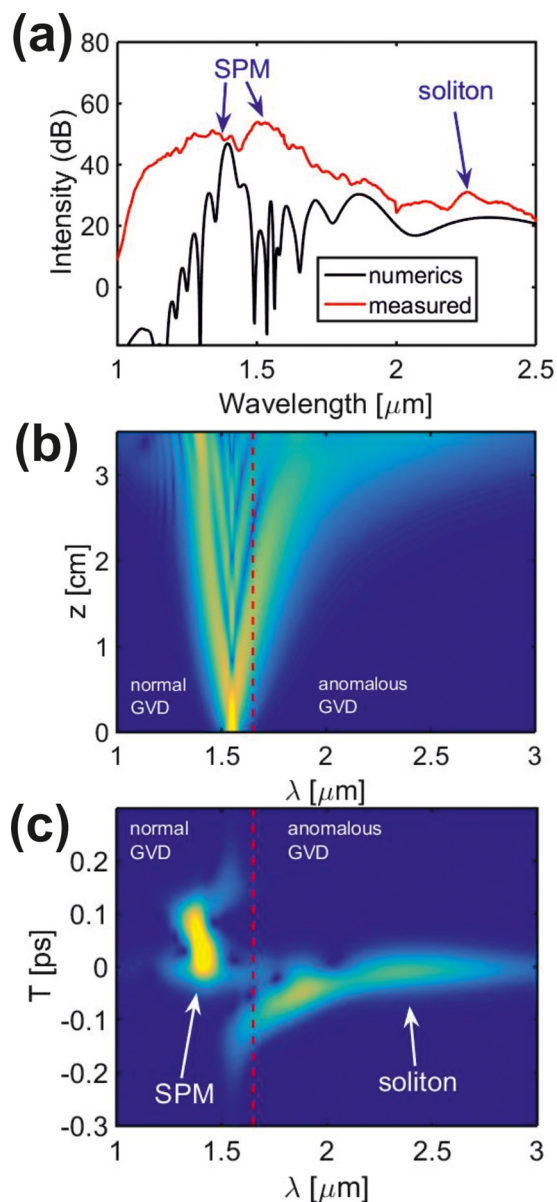 (a)
80
60
40
20
0
Intensity (dB)
SPM
soliton
numerics
measured
1
1.5
2
2.5
Wavelength [μm]
(b)
3
2
1
0
z [cm]
normal
GVD
anomalous
GVD
1
1.5
2
2.5
3
λ [μm]
(c)
normal
GVD
anomalous
GVD
0.2
0.1
0
-0.1
-0.2
-0.3
T [ps]
SPM
soliton
1
1.5
2
2.5
3
λ [μm]